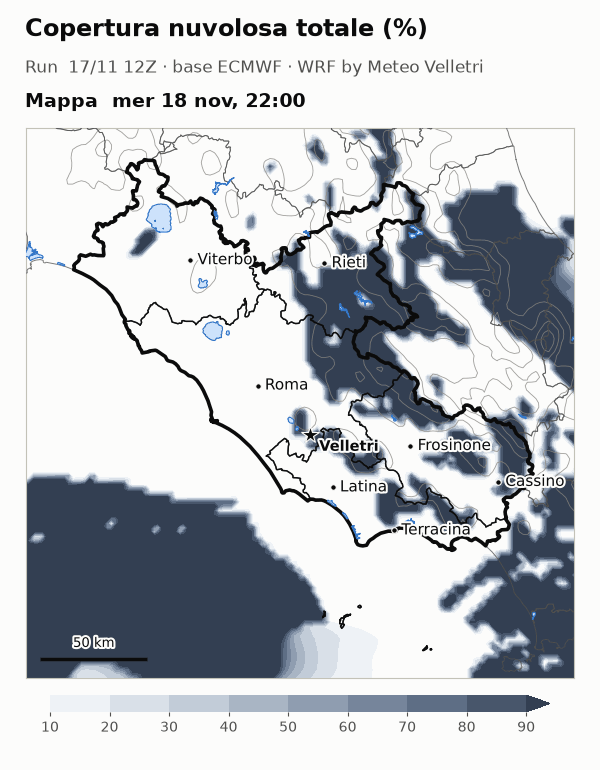 Copertura nuvolosa totale (%)
Run 17/11 12Z · base ECMWF · WRF by Meteo Velletri
Mappa mer 18 nov, 22:00
Viterbo
Rieti
Roma
Velletri
Frosinone
Cassino
Latina
Terracina
50 km
10 20 30 40 50 60 70 80 90